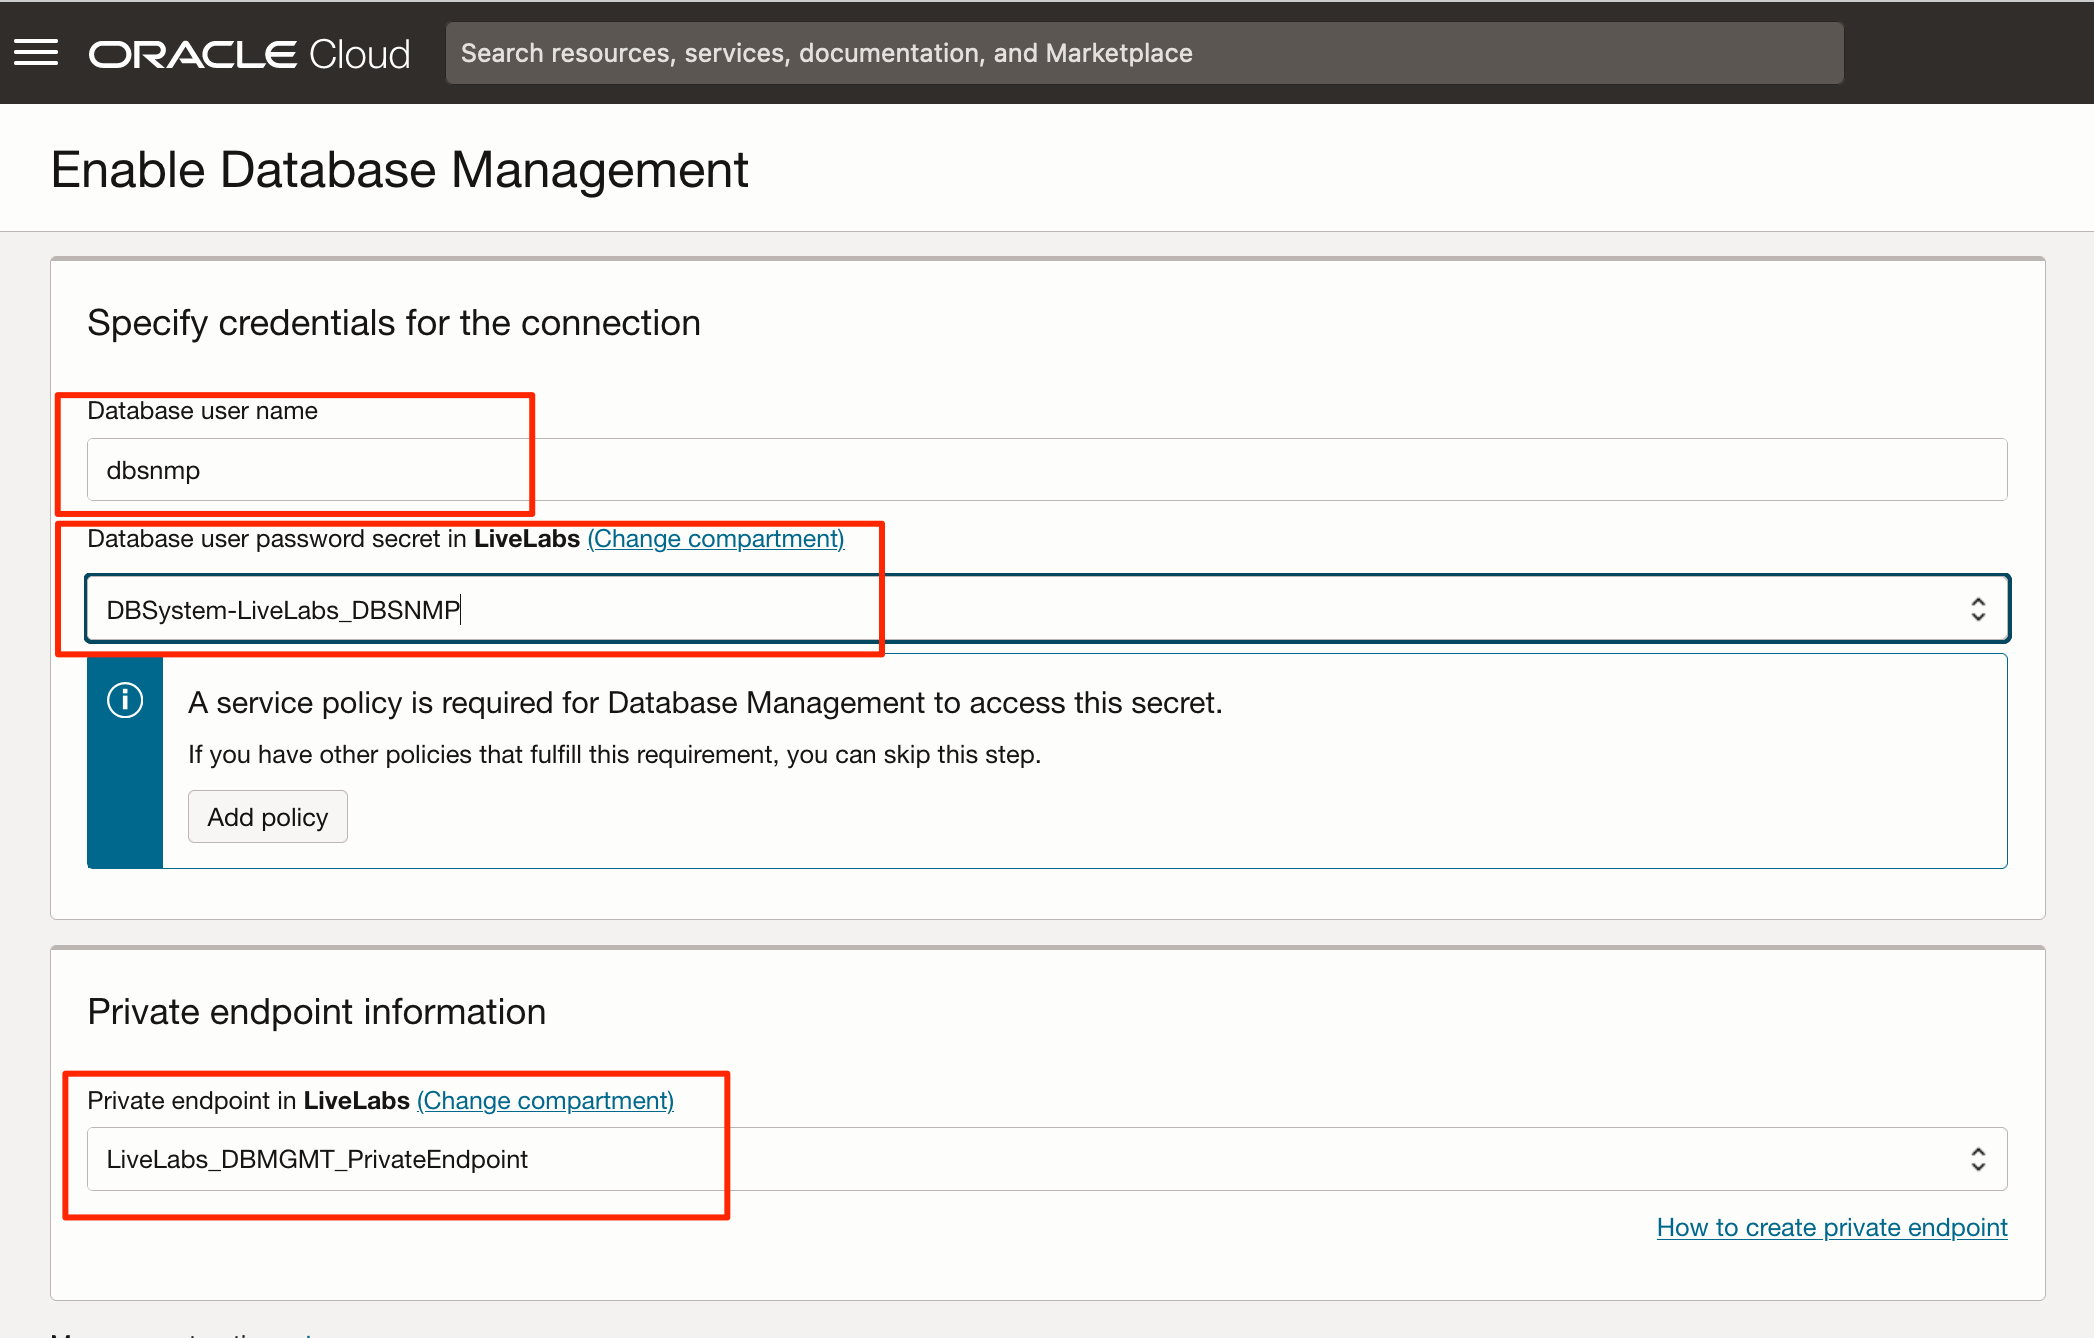 ORACLE Cloud
Search resources, services, documentation, and Marketplace
Enable Database Management
Specify credentials for the connection
Database user name
dbsnmp
Database user password secret in LiveLabs (Change compartment)
DBSystem-LiveLabs_DBSNMP
A service policy is required for Database Management to access this secret.
If you have other policies that fulfill this requirement, you can skip this step.
Add policy
Private endpoint information
Private endpoint in LiveLabs (Change compartment)
LiveLabs_DBMGMT_PrivateEndpoint
How to create private endpoint